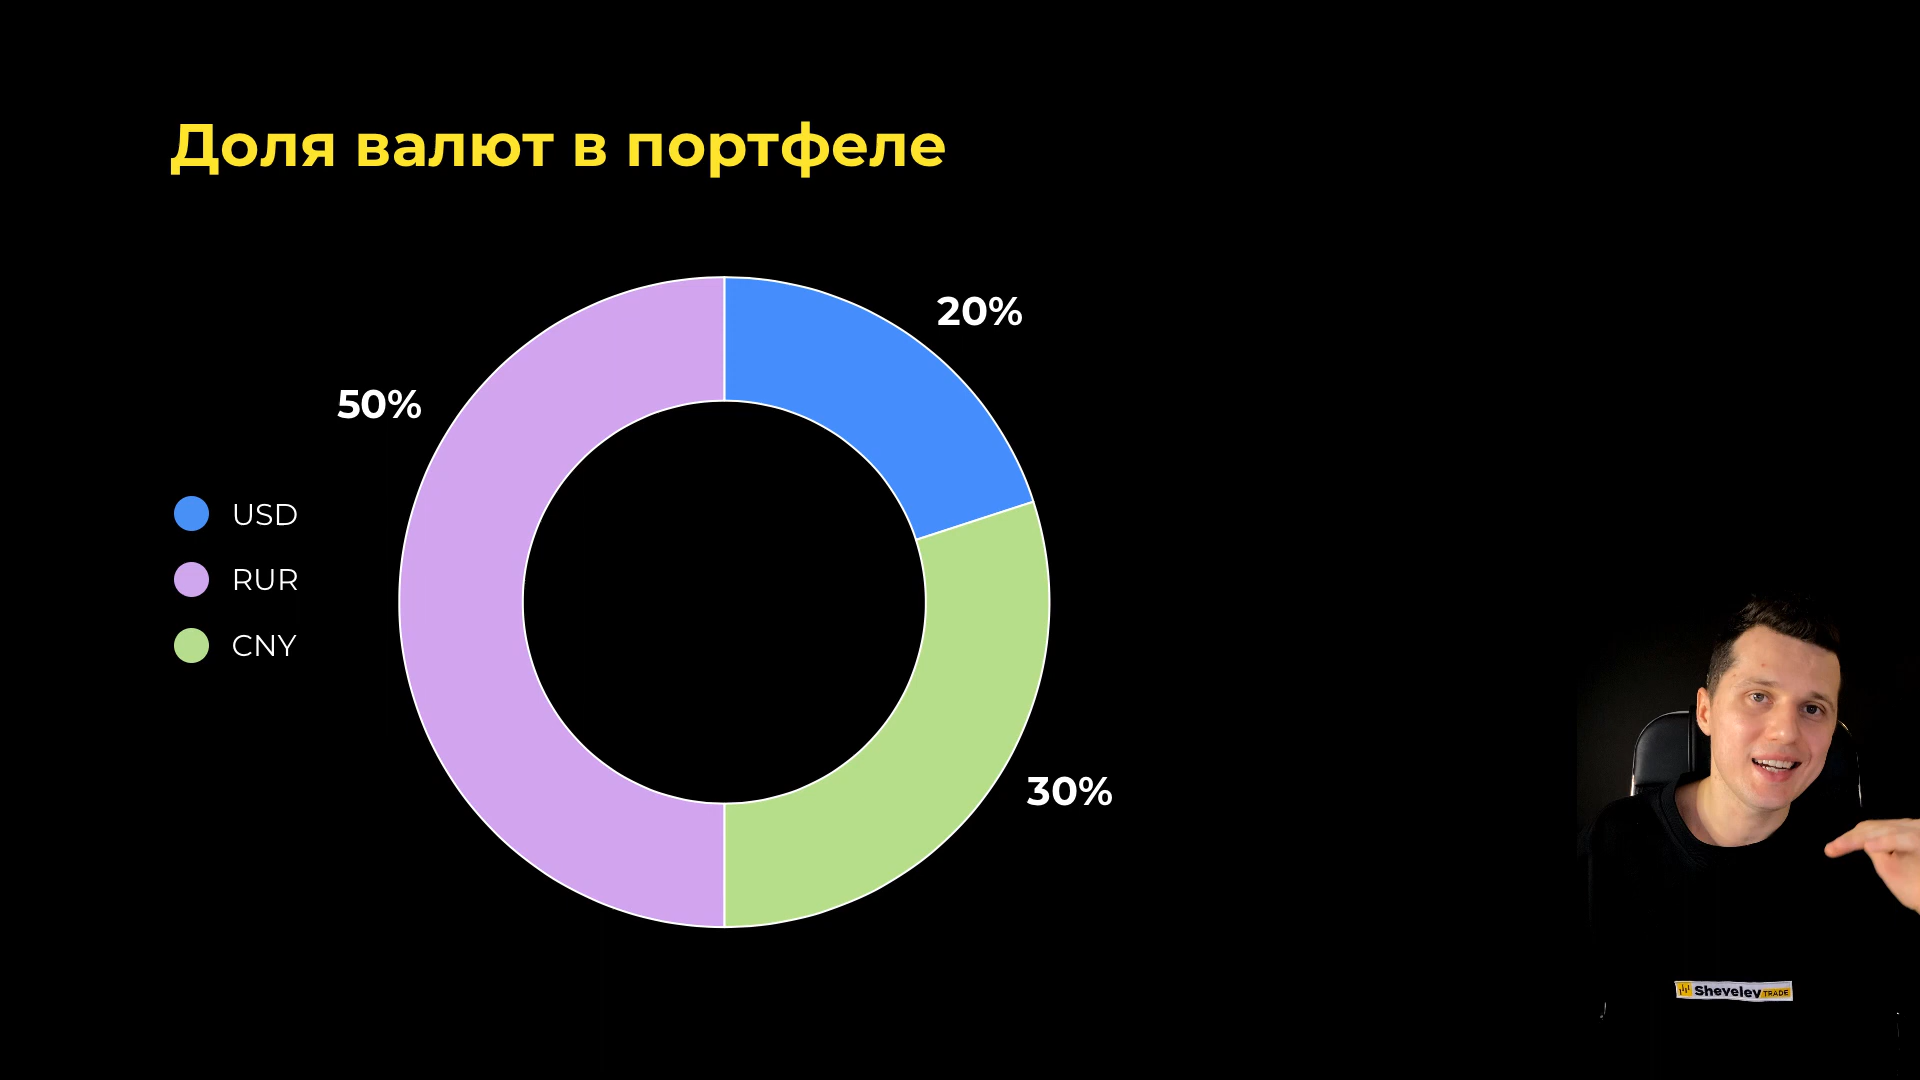 Доля валют в портфеле
20%
50%
USD
RUR
CNY
30%
Shevelev TRADE